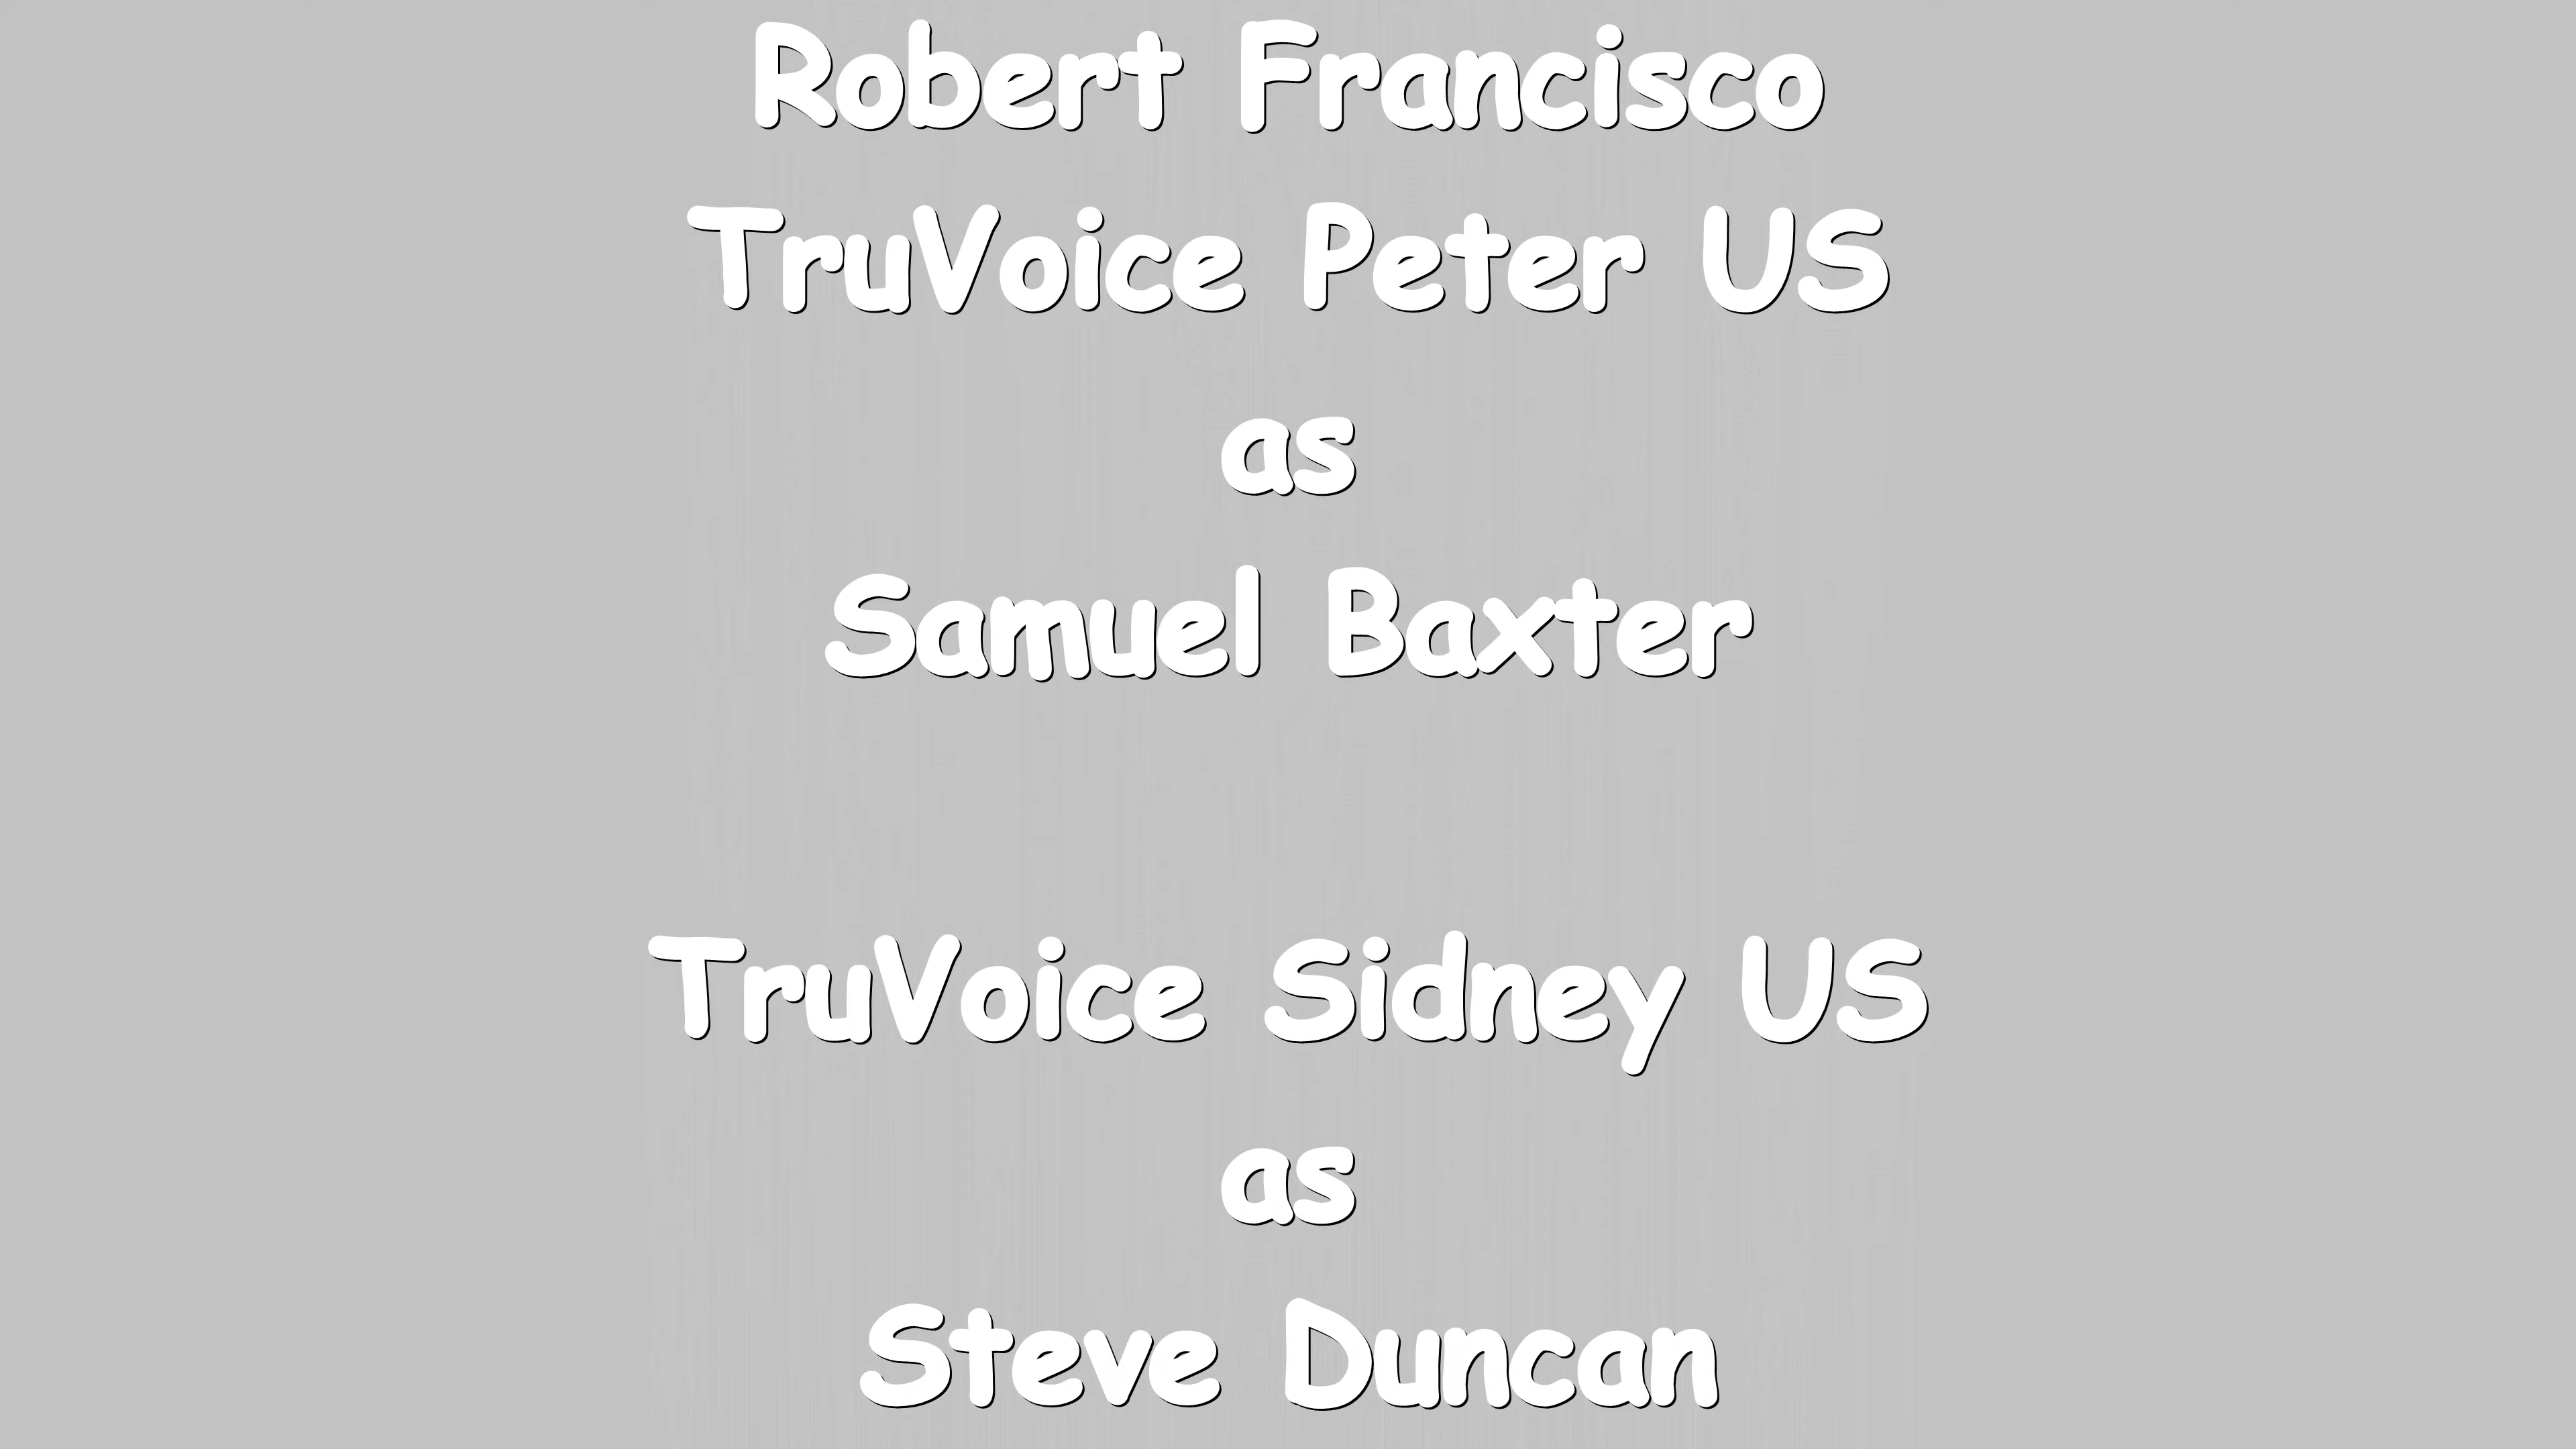 Robert Francisco
TruVoice Peter US
as
Samuel Baxter
TruVoice Sidney US
as
Steve Duncan